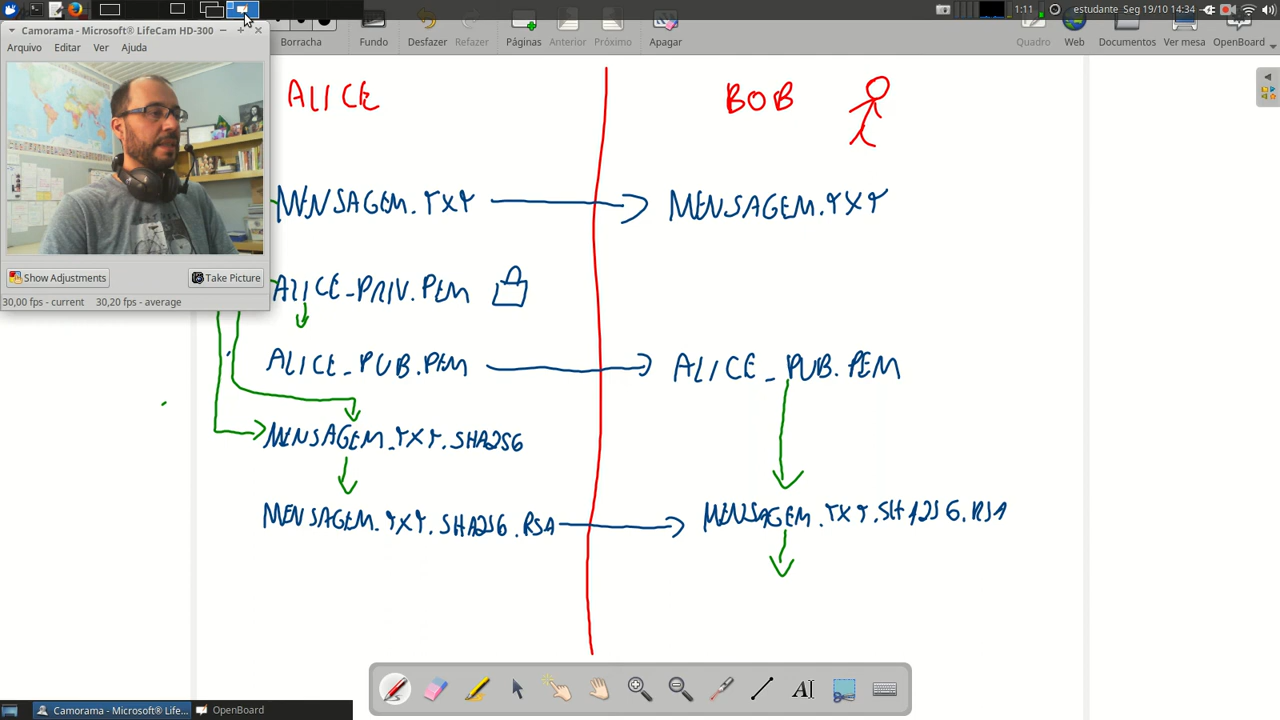 1:11
estudante Seg 19/10 14:34
Camorama - Microsoft® LifeCam HD-300
Arquivo Editar Ver Ajuda
Borracha Fundo Desfazer Refazer Páginas Anterior Próximo Apagar Quadro Web Documentos Ver mesa OpenBoard
Show Adjustments Take Picture
30,00 fps - current 30,20 fps - average
ALICE BOB
MENSAGEM.TXT MENSAGEM.TXT
ALICE_PRIV.PEM
ALICE_PUB.PEM ALICE_PUB.PEM
MENSAGEM_TXT.SHA256
MENSAGEM.TXT.SHA256.RSA MENSAGEM.TXT.SHA256.RSA
AI
Camorama - Microsoft® Life... OpenBoard